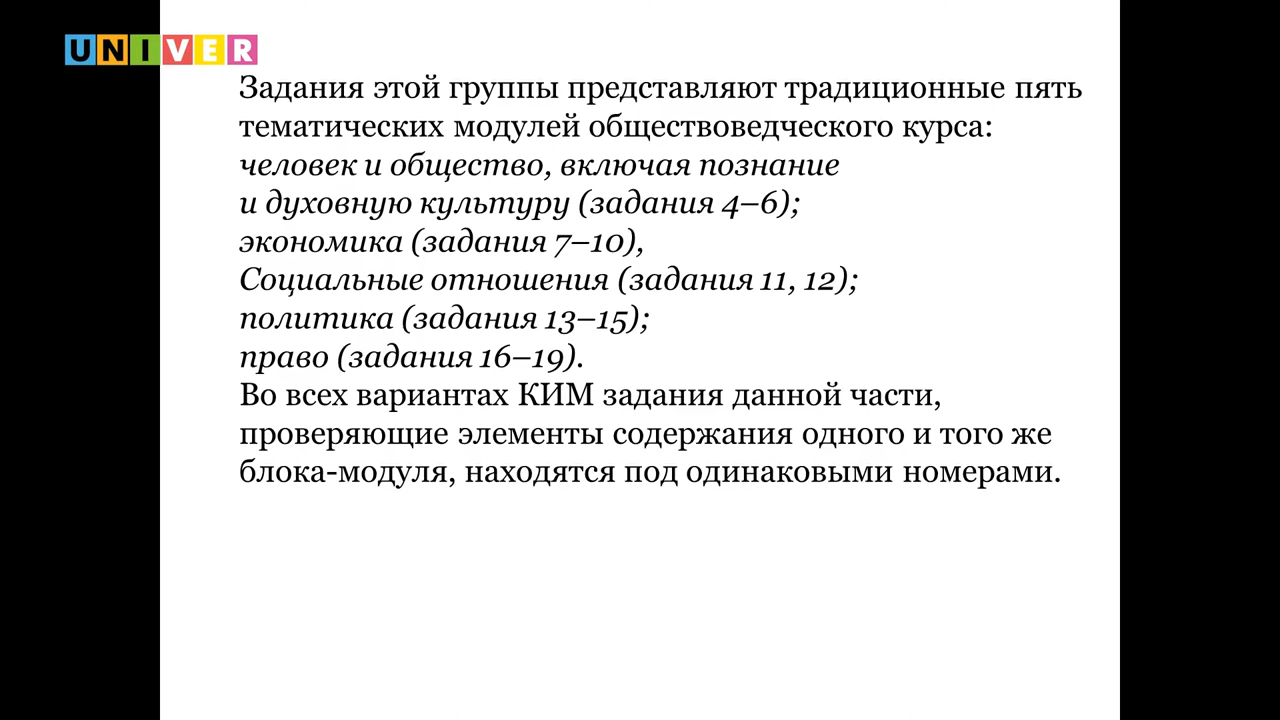 UNIVER
Задания этой группы представляют традиционные пять
тематических модулей обществоведческого курса:
человек и общество, включая познание
и духовную культуру (задания 4–6);
экономика (задания 7–10),
Социальные отношения (задания 11, 12);
политика (задания 13–15);
право (задания 16–19).
Во всех вариантах КИМ задания данной части,
проверяющие элементы содержания одного и того же
блока-модуля, находятся под одинаковыми номерами.